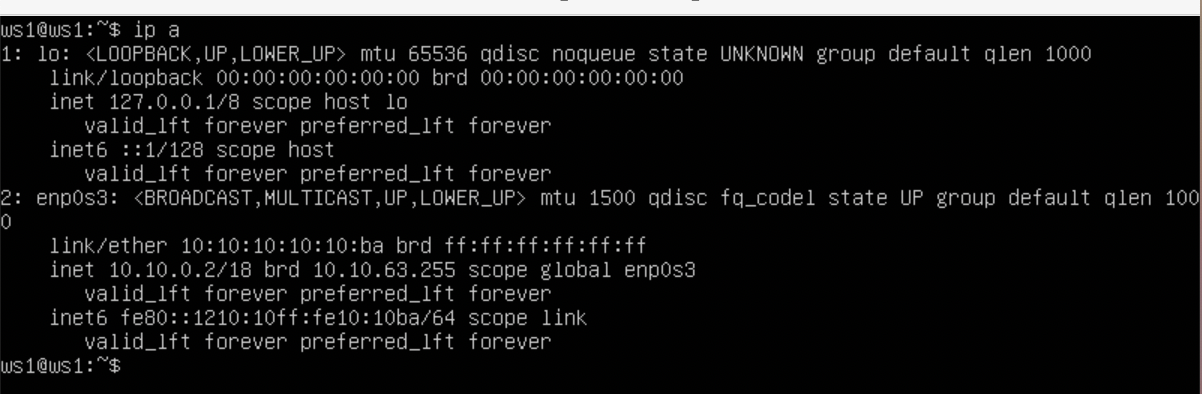 ws1@ws1:~$ ip a
1: lo: <LOOPBACK,UP,LOWER_UP> mtu 65536 qdisc noqueue state UNKNOWN group default qlen 1000
    link/loopback 00:00:00:00:00:00 brd 00:00:00:00:00:00
    inet 127.0.0.1/8 scope host lo
       valid_lft forever preferred_lft forever
    inet6 ::1/128 scope host
       valid_lft forever preferred_lft forever
2: enp0s3: <BROADCAST,MULTICAST,UP,LOWER_UP> mtu 1500 qdisc fq_codel state UP group default qlen 100
0
    link/ether 10:10:10:10:10:ba brd ff:ff:ff:ff:ff:ff
    inet 10.10.0.2/18 brd 10.10.63.255 scope global enp0s3
       valid_lft forever preferred_lft forever
    inet6 fe80::1210:10ff:fe10:10ba/64 scope link
       valid_lft forever preferred_lft forever
ws1@ws1:~$